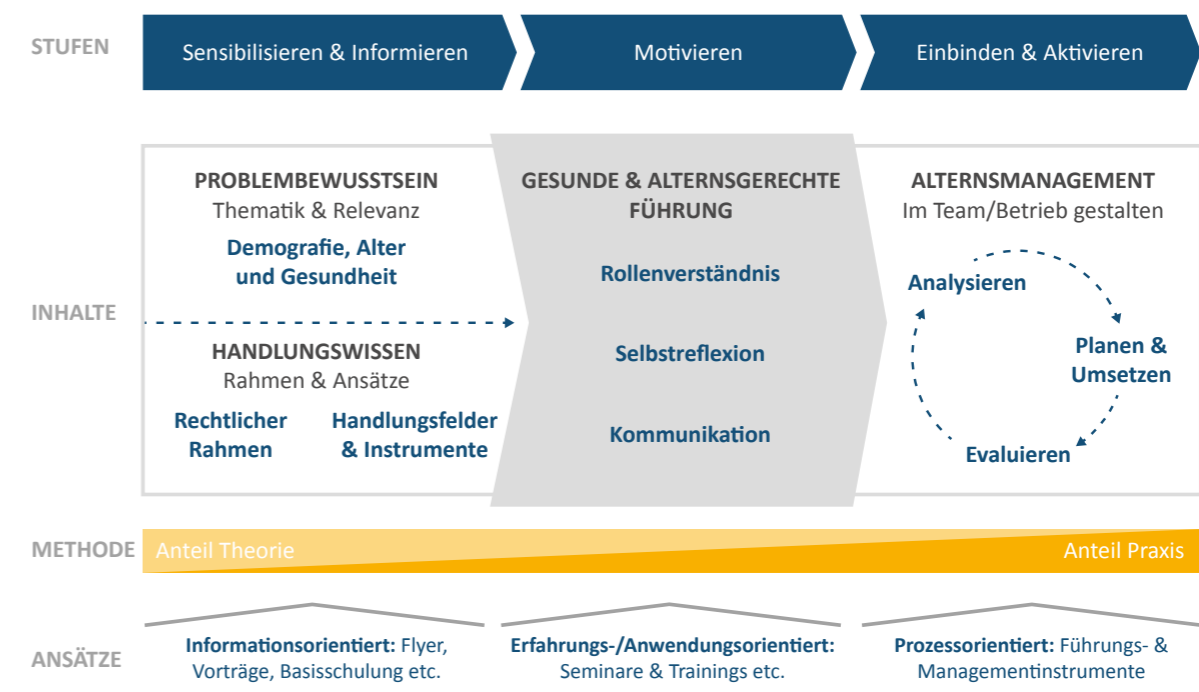 STUFEN
Sensibilisieren & Informieren
Motivieren
Einbinden & Aktivieren
INHALTE
PROBLEMBEWUSSTSEIN
Thematik & Relevanz
Demografie, Alter
und Gesundheit
HANDLUNGSWISSEN
Rahmen & Ansätze
Rechtlicher
Rahmen
Handlungsfelder
& Instrumente
GESUNDE & ALTERNSGERECHTE
FÜHRUNG
Rollenverständnis
Selbstreflexion
Kommunikation
ALTERNSMANAGEMENT
Im Team/Betrieb gestalten
Analysieren
Planen &
Umsetzen
Evaluieren
METHODE
Anteil Theorie
Anteil Praxis
ANSÄTZE
Informationsorientiert: Flyer,
Vorträge, Basisschulung etc.
Erfahrungs-/Anwendungsorientiert:
Seminare & Trainings etc.
Prozessorientiert: Führungs- &
Managementinstrumente